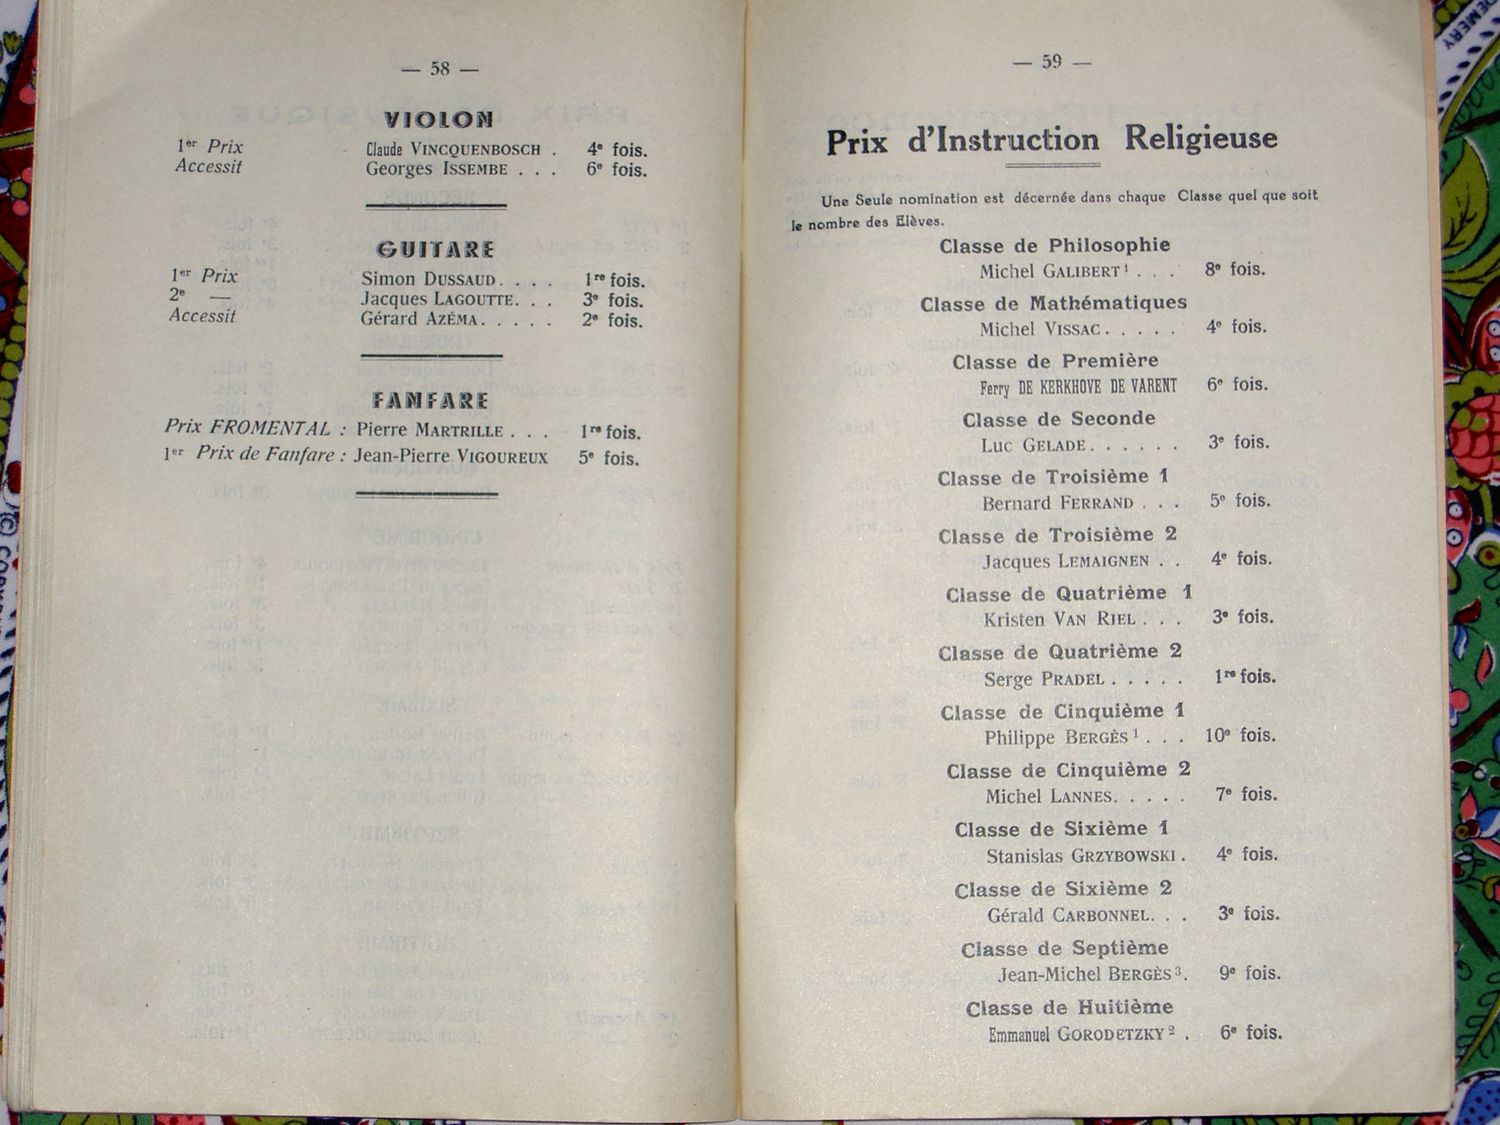 — 58 —
VIOLON
1er Prix Claude VINCQUENBOSCH . 4e fois.
Accessit Georges ISSEMBE . . . 6e fois.
GUITARE
1er Prix Simon DUSSAUD. . . . 1re fois.
2e — Jacques LAGOUTTE. . . 3e fois.
Accessit Gérard AZÉMA. . . . . 2e fois.
FANFARE
Prix FROMENTAL : Pierre MARTRILLE . . . 1re fois.
1er Prix de Fanfare : Jean-Pierre VIGOUREUX 5e fois.
— 59 —
Prix d'Instruction Religieuse
Une Seule nomination est décernée dans chaque Classe quel que soit
le nombre des Elèves.
Classe de Philosophie
Michel GALIBERT 1 . . . 8e fois.
Classe de Mathématiques
Michel VISSAC. . . . . 4e fois.
Classe de Première
Ferry DE KERKHOVE DE VARENT 6e fois.
Classe de Seconde
Luc GELADE. . . . . . 3e fois.
Classe de Troisième 1
Bernard FERRAND . . . 5e fois.
Classe de Troisième 2
Jacques LEMAIGNEN . . 4e fois.
Classe de Quatrième 1
Kristen VAN RIEL . . . 3e fois.
Classe de Quatrième 2
Serge PRADEL . . . . . 1re fois.
Classe de Cinquième 1
Philippe BERGÈS 1 . . . 10e fois.
Classe de Cinquième 2
Michel LANNES. . . . . 7e fois.
Classe de Sixième 1
Stanislas GRZYBOWSKI . 4e fois.
Classe de Sixième 2
Gérald CARBONNEL. . . 3e fois.
Classe de Septième
Jean-Michel BERGÈS 3. 9e fois.
Classe de Huitième
Emmanuel GORODETZKY 2 . 6e fois.